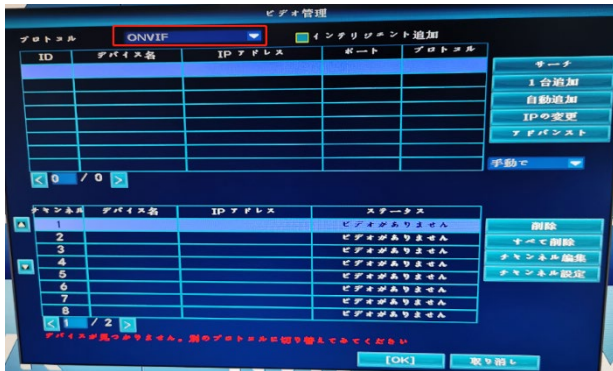 ビデオ管理
プロトコル ONVIF インテリジェント追加
ID デバイス名 IPアドレス ポート プロトコル
サーチ
1台追加
自動追加
IPの変更
アドバンスト
手動で
< 0 / 0 >
チャンネル デバイス名 IPアドレス ステータス
1 ビデオがありません
2 ビデオがありません
3 ビデオがありません
4 ビデオがありません
5 ビデオがありません
6 ビデオがありません
7 ビデオがありません
8 ビデオがありません
削除
すべて削除
チャンネル編集
チャンネル設定
< 1 / 2 >
デバイスが見つかりません。別のプロトコルに切り替えてみてください
[OK] 取り消し